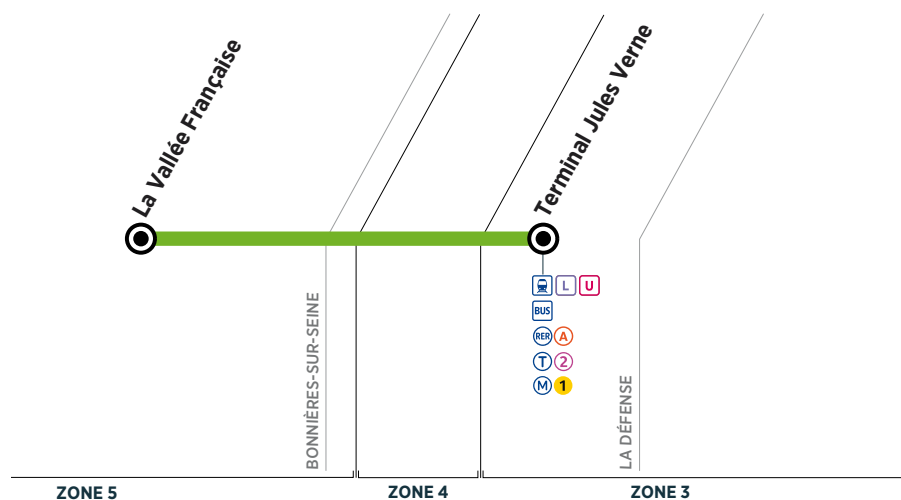 La Vallée Française
Terminal Jules Verne
BONNIÈRES-SUR-SEINE
LA DÉFENSE
L U
BUS
RER A
T 2
M 1
ZONE 5
ZONE 4
ZONE 3